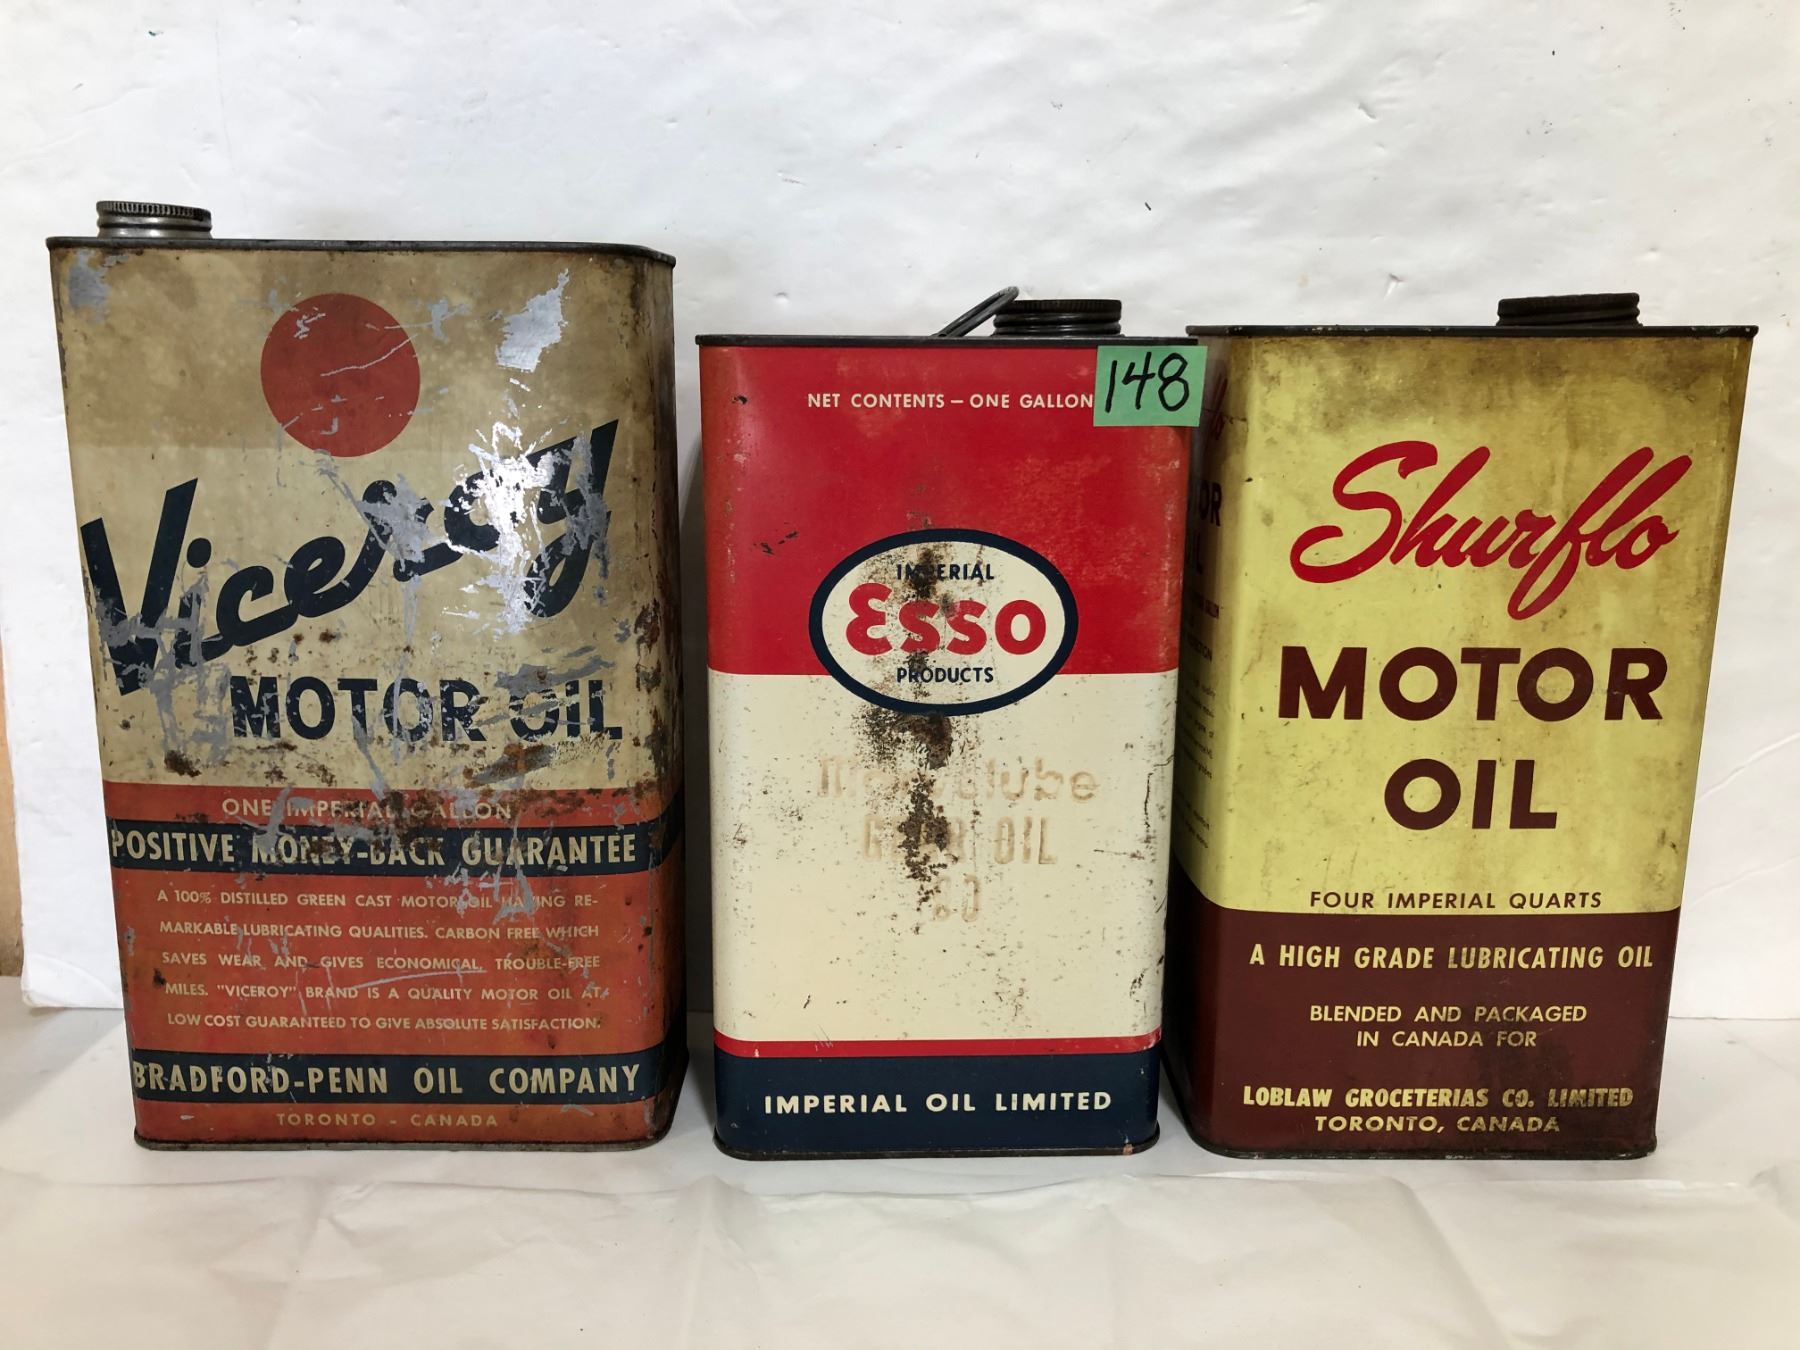 Viceroy
MOTOR OIL
ONE IMPERIAL GALLON
POSITIVE MONEY-BACK GUARANTEE
A 100% DISTILLED GREEN CAST MOTOR OIL HAVING RE-
MARKABLE LUBRICATING QUALITIES. CARBON FREE WHICH
SAVES WEAR AND GIVES ECONOMICAL, TROUBLE-FREE
MILES. "VICEROY" BRAND IS A QUALITY MOTOR OIL AT
LOW COST GUARANTEED TO GIVE ABSOLUTE SATISFACTION.
BRADFORD-PENN OIL COMPANY
TORONTO - CANADA
NET CONTENTS — ONE GALLON
148
IMPERIAL
Esso
PRODUCTS
Marvelube
GEAR OIL
IMPERIAL OIL LIMITED
Shurflo
MOTOR
OIL
FOUR IMPERIAL QUARTS
A HIGH GRADE LUBRICATING OIL
BLENDED AND PACKAGED
IN CANADA FOR
LOBLAW GROCETERIAS CO. LIMITED
TORONTO, CANADA